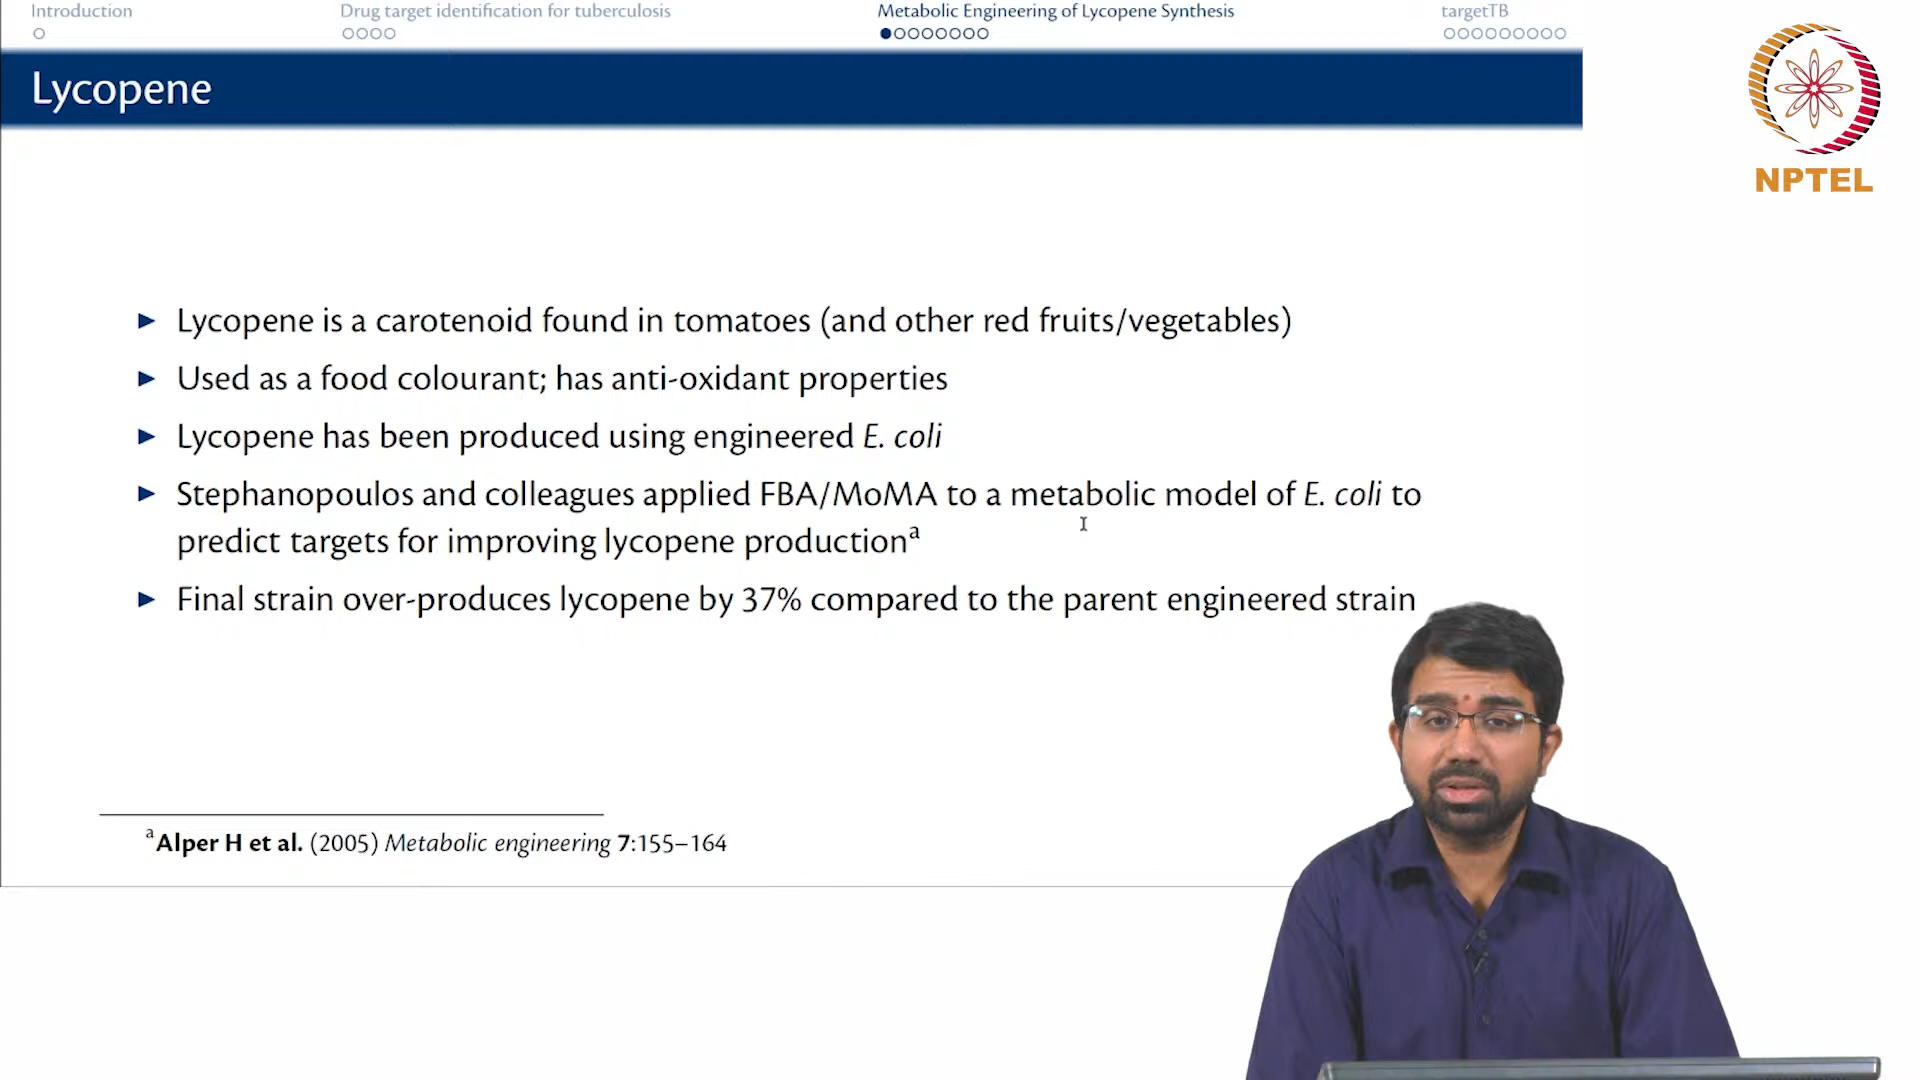 Introduction
Drug target identification for tuberculosis
Metabolic Engineering of Lycopene Synthesis
targetTB
Lycopene
NPTEL
Lycopene is a carotenoid found in tomatoes (and other red fruits/vegetables)
Used as a food colourant; has anti-oxidant properties
Lycopene has been produced using engineered E. coli
Stephanopoulos and colleagues applied FBA/MoMA to a metabolic model of E. coli to
predict targets for improving lycopene productionᵃ
Final strain over-produces lycopene by 37% compared to the parent engineered strain
ᵃAlper H et al. (2005) Metabolic engineering 7:155–164